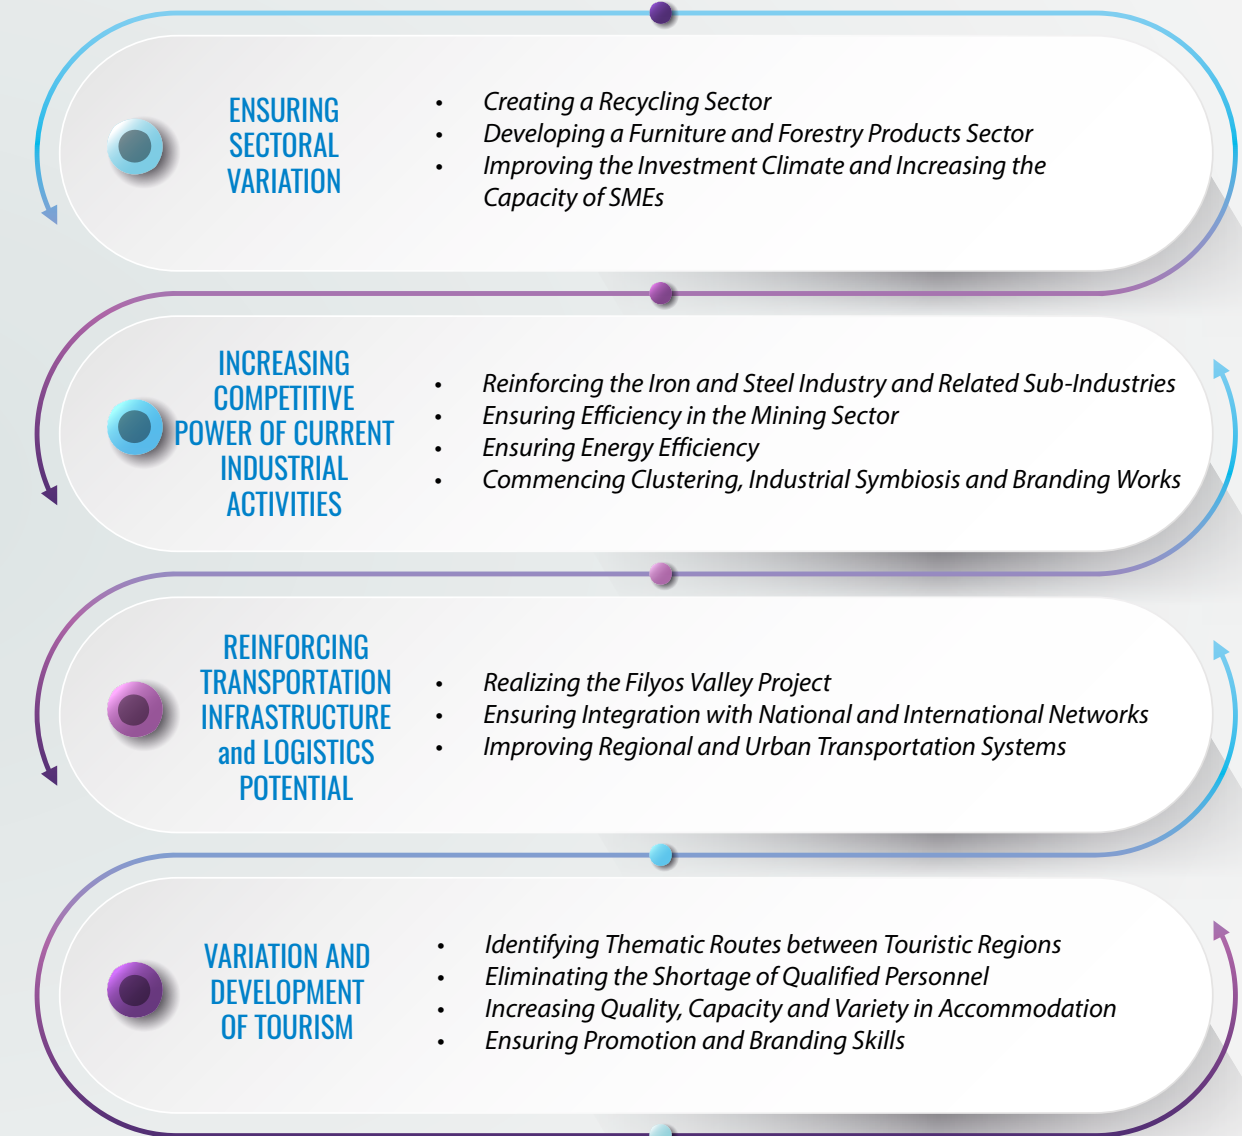 ENSURING
SECTORAL
VARIATION
• Creating a Recycling Sector
• Developing a Furniture and Forestry Products Sector
• Improving the Investment Climate and Increasing the
Capacity of SMEs
INCREASING
COMPETITIVE
POWER OF CURRENT
INDUSTRIAL
ACTIVITIES
• Reinforcing the Iron and Steel Industry and Related Sub-Industries
• Ensuring Efficiency in the Mining Sector
• Ensuring Energy Efficiency
• Commencing Clustering, Industrial Symbiosis and Branding Works
REINFORCING
TRANSPORTATION
INFRASTRUCTURE
and LOGISTICS
POTENTIAL
• Realizing the Filyos Valley Project
• Ensuring Integration with National and International Networks
• Improving Regional and Urban Transportation Systems
VARIATION AND
DEVELOPMENT
OF TOURISM
• Identifying Thematic Routes between Touristic Regions
• Eliminating the Shortage of Qualified Personnel
• Increasing Quality, Capacity and Variety in Accommodation
• Ensuring Promotion and Branding Skills